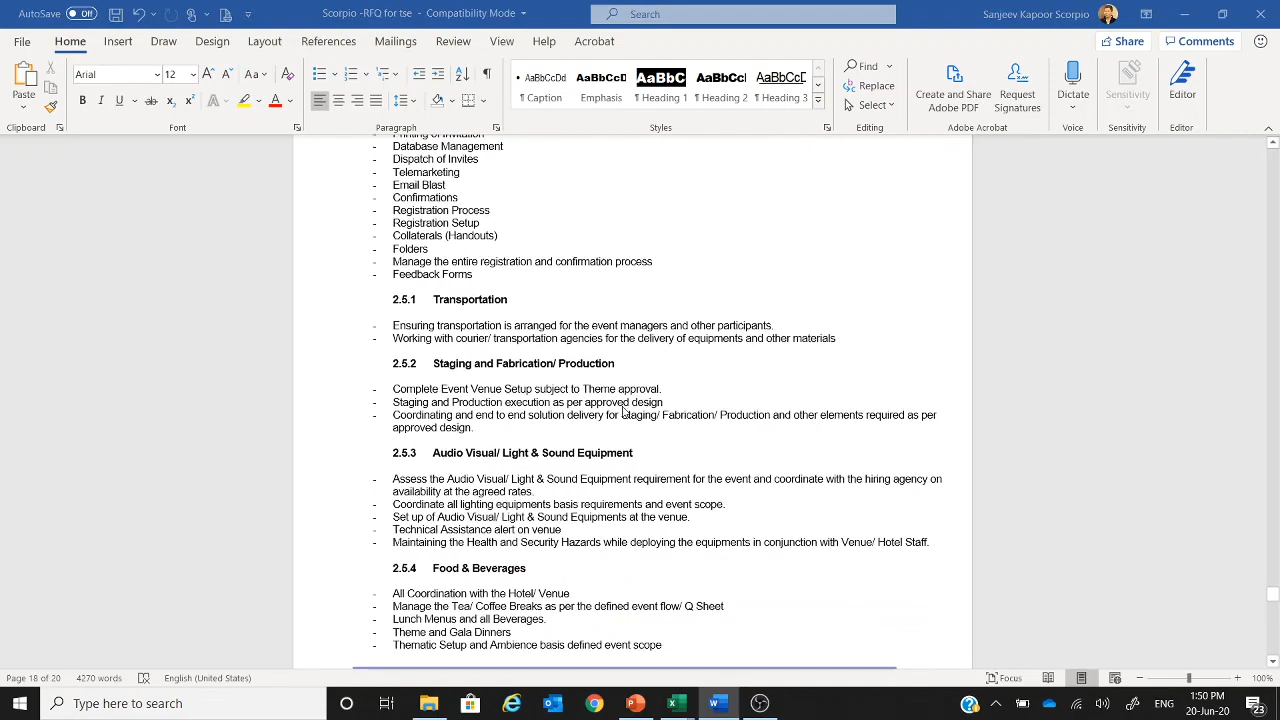 AutoSave Off Scorpio -RFQ for tse - Compatibility Mode Search Sanjeev Kapoor Scorpio
File Home Insert Draw Design Layout References Mailings Review View Help Acrobat Share Comments
Paste Arial 12 Aa
B I U ab x₂ x² A A
AaBbCcDd AaBbCcD AaBbC AaBbCcI AaBbCcD
¶ Caption Emphasis ¶ Heading 1 ¶ Heading 2 ¶ Heading 3
Find
Replace
Select
Create and Share Adobe PDF
Request Signatures
Dictate
Sensitivity
Editor
Clipboard Font Paragraph Styles Editing Adobe Acrobat Voice Sensitivity Editor
- Printing of Invitation
- Database Management
- Dispatch of Invites
- Telemarketing
- Email Blast
- Confirmations
- Registration Process
- Registration Setup
- Collaterals (Handouts)
- Folders
- Manage the entire registration and confirmation process
- Feedback Forms
2.5.1 Transportation
- Ensuring transportation is arranged for the event managers and other participants.
- Working with courier/ transportation agencies for the delivery of equipments and other materials
2.5.2 Staging and Fabrication/ Production
- Complete Event Venue Setup subject to Theme approval.
- Staging and Production execution as per approved design
- Coordinating and end to end solution delivery for Staging/ Fabrication/ Production and other elements required as per
approved design.
2.5.3 Audio Visual/ Light & Sound Equipment
- Assess the Audio Visual/ Light & Sound Equipment requirement for the event and coordinate with the hiring agency on
availability at the agreed rates.
- Coordinate all lighting equipments basis requirements and event scope.
- Set up of Audio Visual/ Light & Sound Equipments at the venue.
- Technical Assistance alert on venue
- Maintaining the Health and Security Hazards while deploying the equipments in conjunction with Venue/ Hotel Staff.
2.5.4 Food & Beverages
- All Coordination with the Hotel/ Venue
- Manage the Tea/ Coffee Breaks as per the defined event flow/ Q Sheet
- Lunch Menus and all Beverages.
- Theme and Gala Dinners
- Thematic Setup and Ambience basis defined event scope
Page 18 of 20 4270 words English (United States) Focus 100%
Type here to search
ENG 1:50 PM
20-Jun-20
23